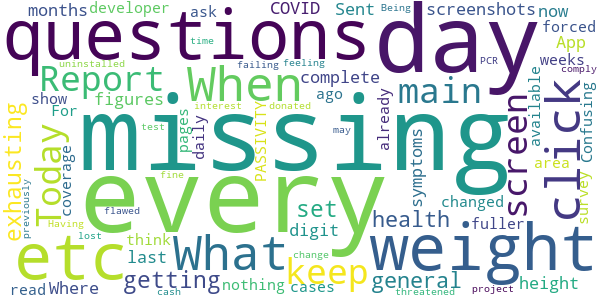 months developer ask COVID Sent Being screenshots now
questions day forced
time App
uninstalled failing feeling PCR weeks comply
Report When complete main
show figures ago
For pages interest donated
missing click
screen available confusing
exhausting Today coverage daily PASSIVITY already symptoms area
test may
every
fine
previously flawed Having set changed survey
digit health fuller
etc What weight
lost think change
last keep general
read Where getting nothing cases height
cash threatened project